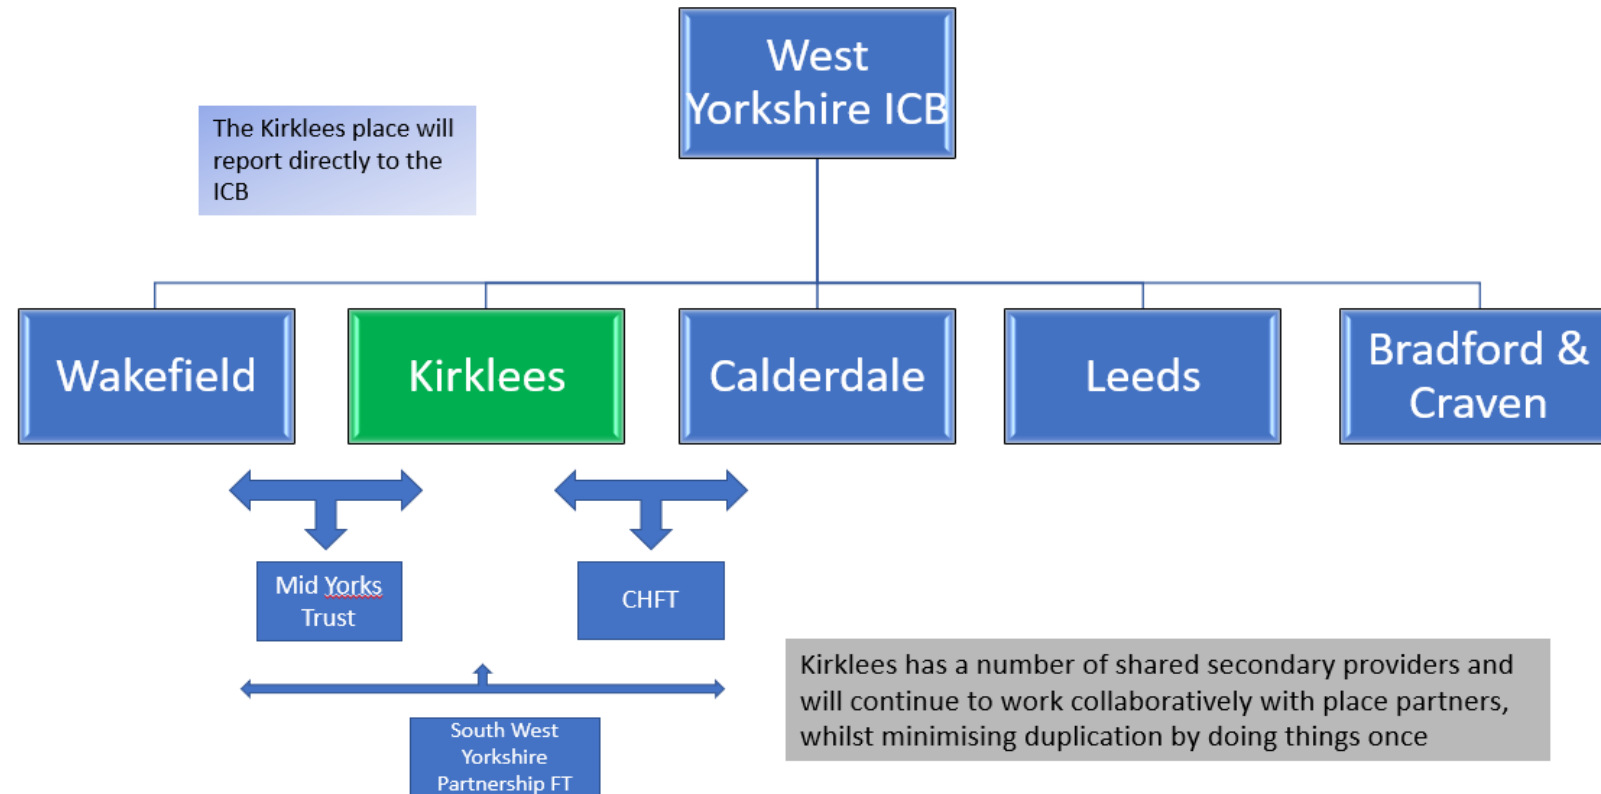 West
Yorkshire ICB
The Kirklees place will
report directly to the
ICB
Wakefield
Kirklees
Calderdale
Leeds
Bradford &
Craven
Mid Yorks
Trust
CHFT
Kirklees has a number of shared secondary providers and
will continue to work collaboratively with place partners,
whilst minimising duplication by doing things once
South West
Yorkshire
Partnership FT